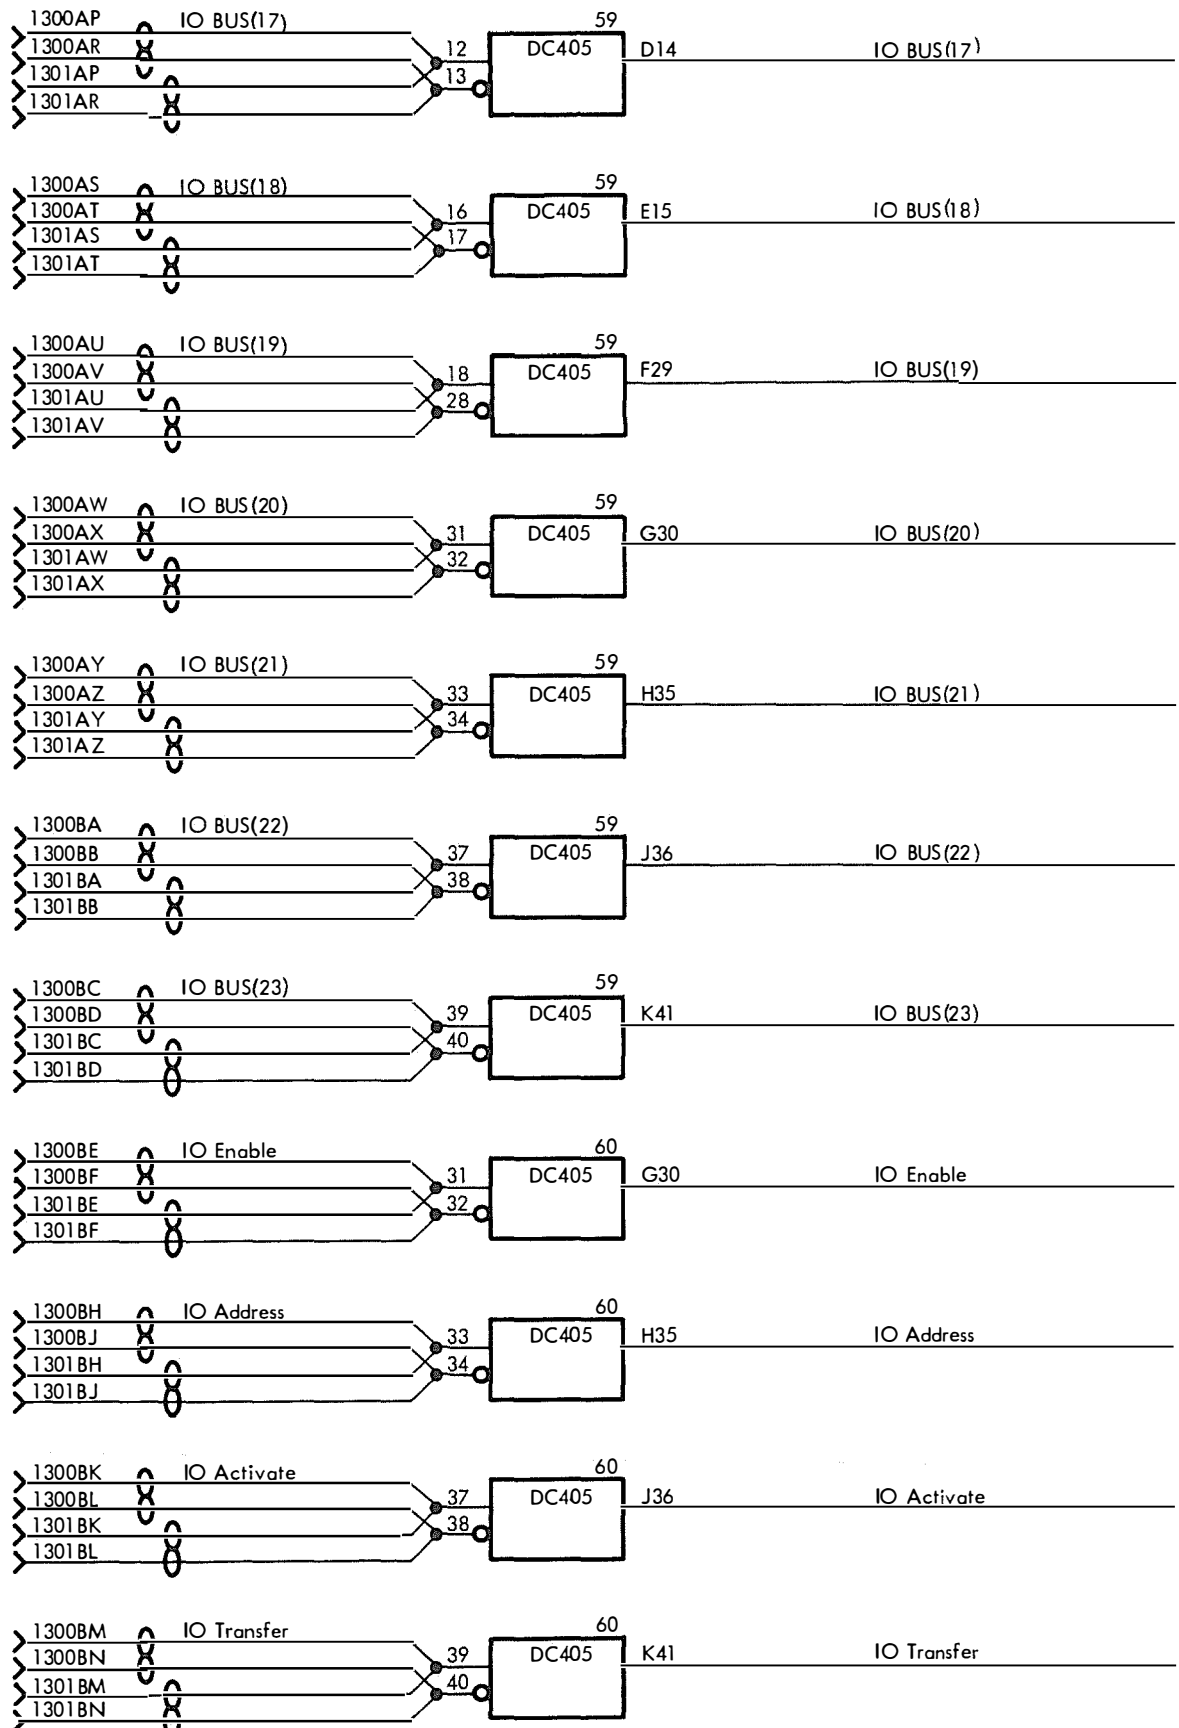 1300AP IO BUS(17) 59
1300AR 12 DC405 D14 IO BUS(17)
1301AP 13
1301AR
1300AS IO BUS(18) 59
1300AT 16 DC405 E15 IO BUS(18)
1301AS 17
1301AT
1300AU IO BUS(19) 59
1300AV 18 DC405 F29 IO BUS(19)
1301AU 28
1301AV
1300AW IO BUS(20) 59
1300AX 31 DC405 G30 IO BUS(20)
1301AW 32
1301AX
1300AY IO BUS(21) 59
1300AZ 33 DC405 H35 IO BUS(21)
1301AY 34
1301AZ
1300BA IO BUS(22) 59
1300BB 37 DC405 J36 IO BUS(22)
1301BA 38
1301BB
1300BC IO BUS(23) 59
1300BD 39 DC405 K41 IO BUS(23)
1301BC 40
1301BD
1300BE IO Enable 60
1300BF 31 DC405 G30 IO Enable
1301BE 32
1301BF
1300BH IO Address 60
1300BJ 33 DC405 H35 IO Address
1301BH 34
1301BJ
1300BK IO Activate 60
1300BL 37 DC405 J36 IO Activate
1301BK 38
1301BL
1300BM IO Transfer 60
1300BN 39 DC405 K41 IO Transfer
1301BM 40
1301BN